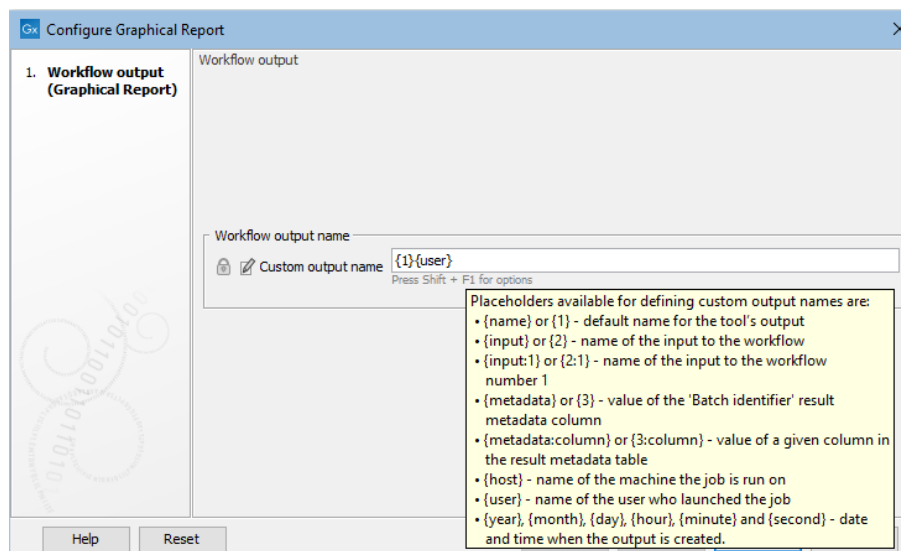 Gx Configure Graphical Report
1. Workflow output
(Graphical Report)
Workflow output
Workflow output name
Custom output name {1}{user}
Press Shift + F1 for options
Placeholders available for defining custom output names are:
• {name} or {1} - default name for the tool's output
• {input} or {2} - name of the input to the workflow
• {input:1} or {2:1} - name of the input to the workflow
number 1
• {metadata} or {3} - value of the 'Batch identifier' result
metadata column
• {metadata:column} or {3:column} - value of a given column in
the result metadata table
• {host} - name of the machine the job is run on
• {user} - name of the user who launched the job
• {year}, {month}, {day}, {hour}, {minute} and {second} - date
and time when the output is created.
Help Reset